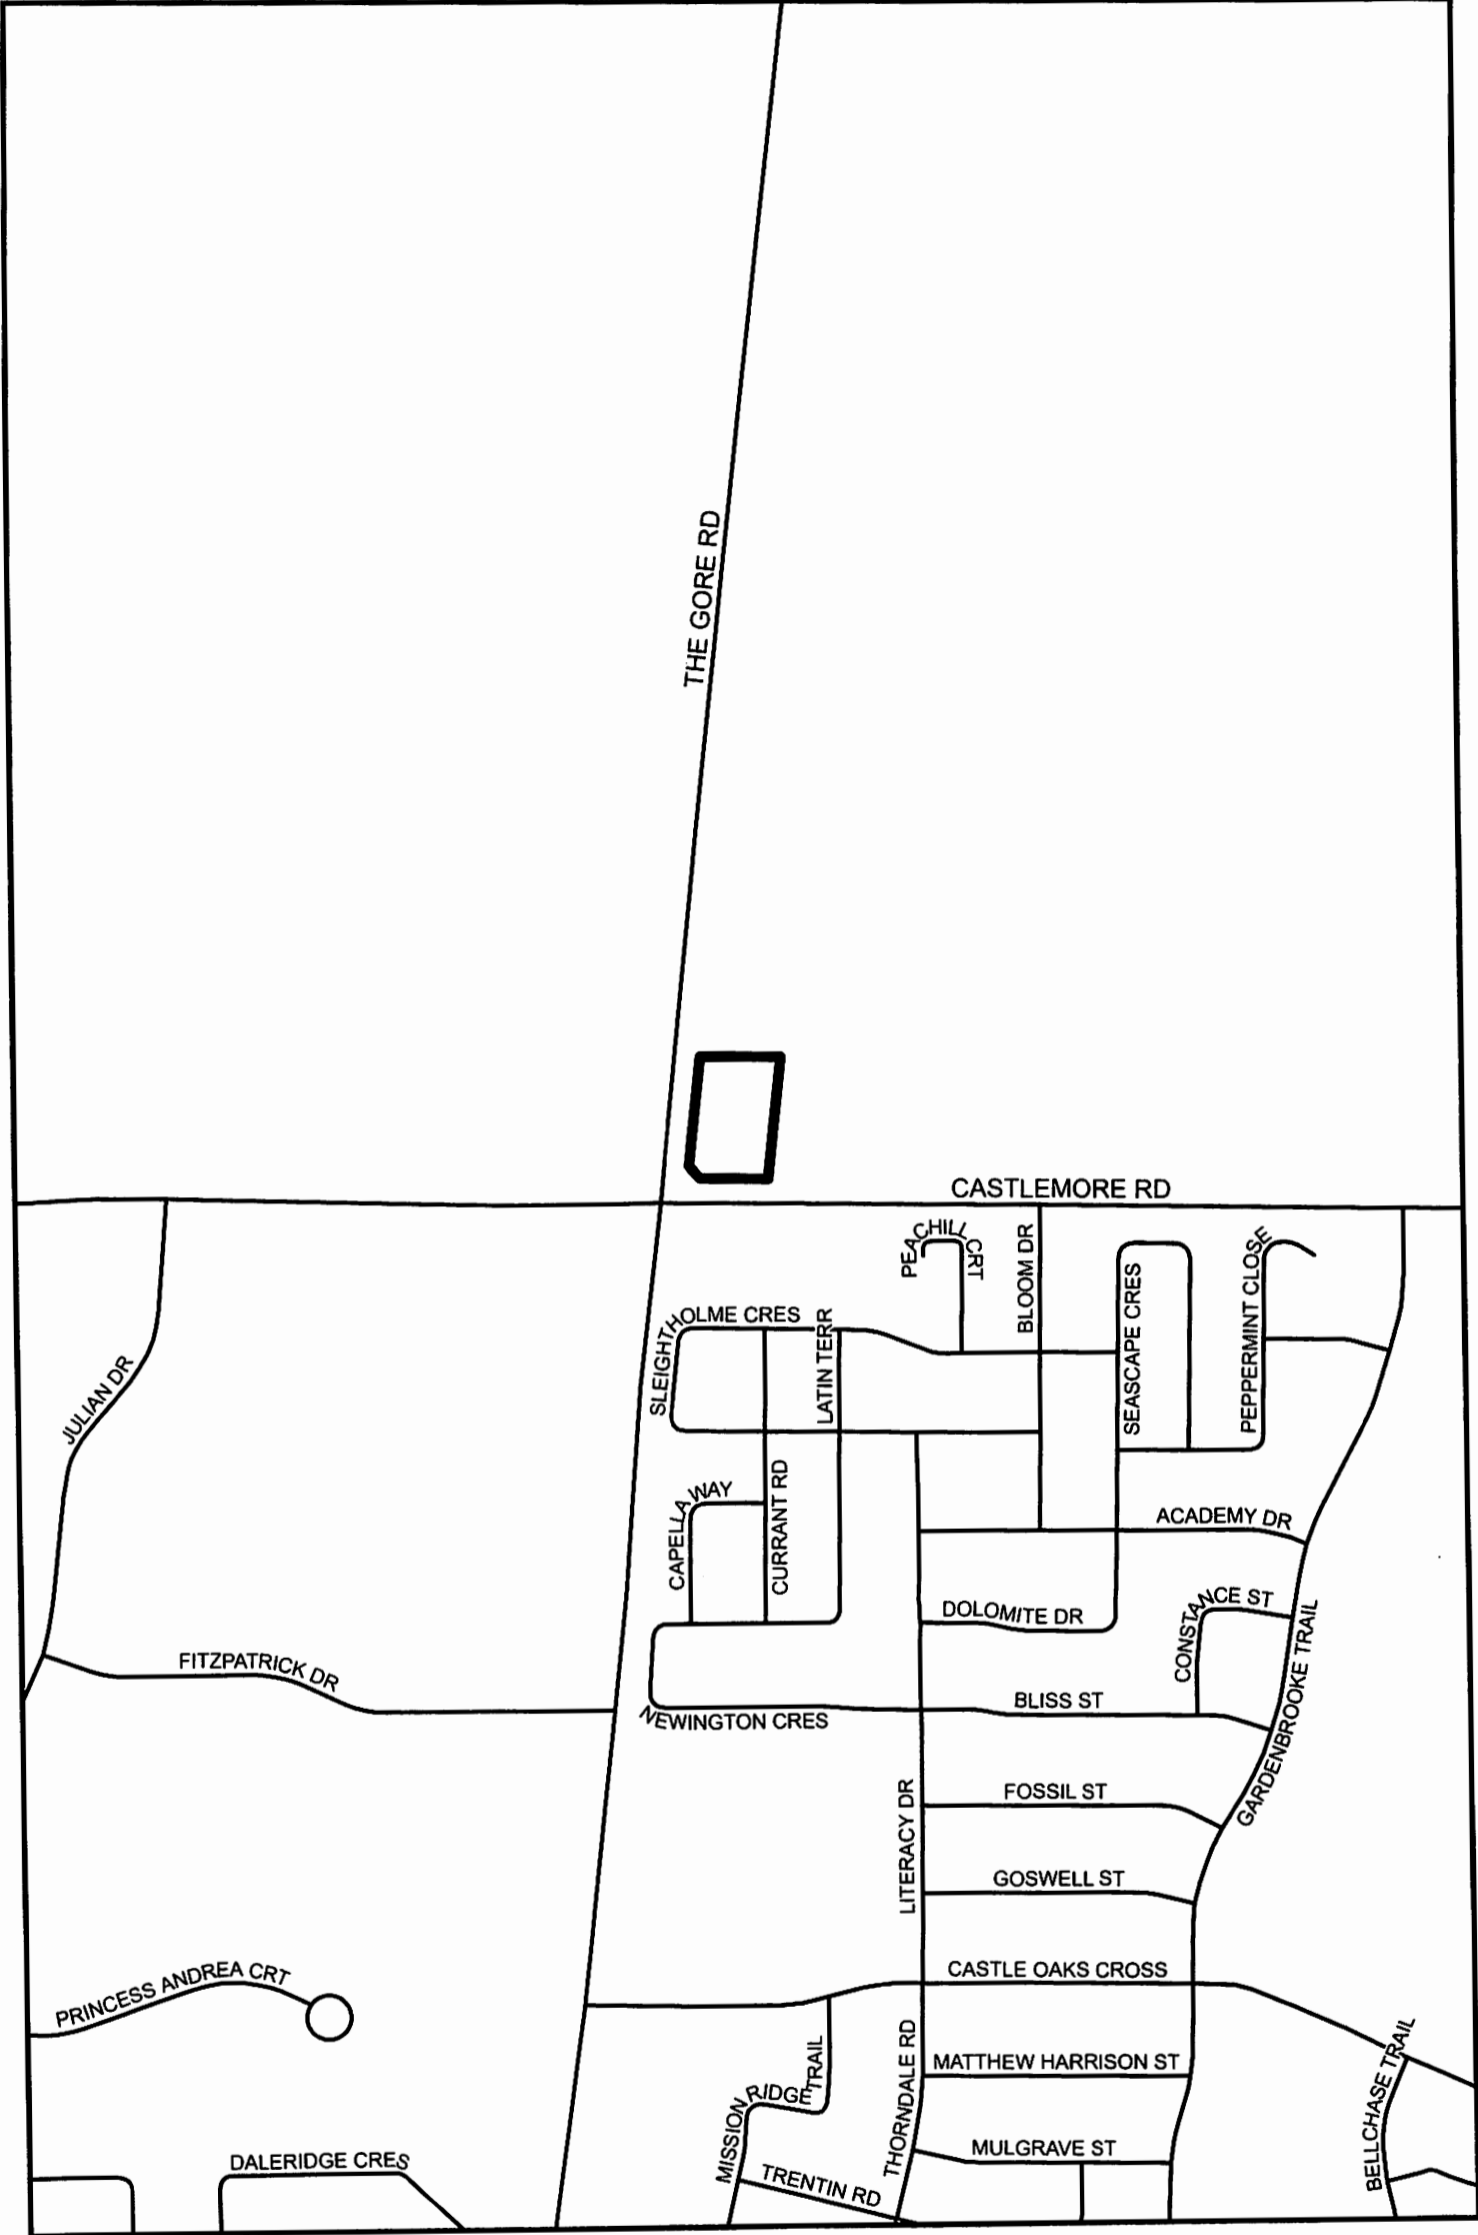 THE GORE RD
CASTLEMORE RD
PEACHILL CRT
BLOOM DR
SEASCAPE CRES
PEPPERMINT CLOSE
SLEIGHTHOLME CRES
LATIN TERR
JULIAN DR
CAPELLA WAY
CURRANT RD
ACADEMY DR
DOLOMITE DR
CONSTANCE ST
GARDENBROOKE TRAIL
FITZPATRICK DR
BLISS ST
NEWINGTON CRES
LITERACY DR
FOSSIL ST
GOSWELL ST
PRINCESS ANDREA CRT
CASTLE OAKS CROSS
MISSION RIDGE TRAIL
THORNDALE RD
MATTHEW HARRISON ST
BELLCHASE TRAIL
DALERIDGE CRES
MULGRAVE ST
TRENTIN RD